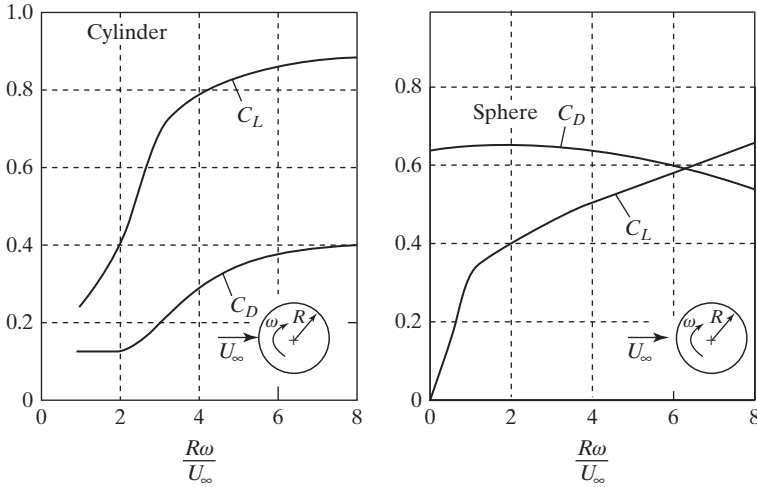 1.0
Cylinder
0.8
C_L
0.6
0.4
C_D
0.2
ω
R
U_∞
0
0 2 4 6 8
Rω
U_∞
0.8
Sphere
C_D
0.6
C_L
0.4
0.2
ω
R
U_∞
0
0 2 4 6 8
Rω
U_∞